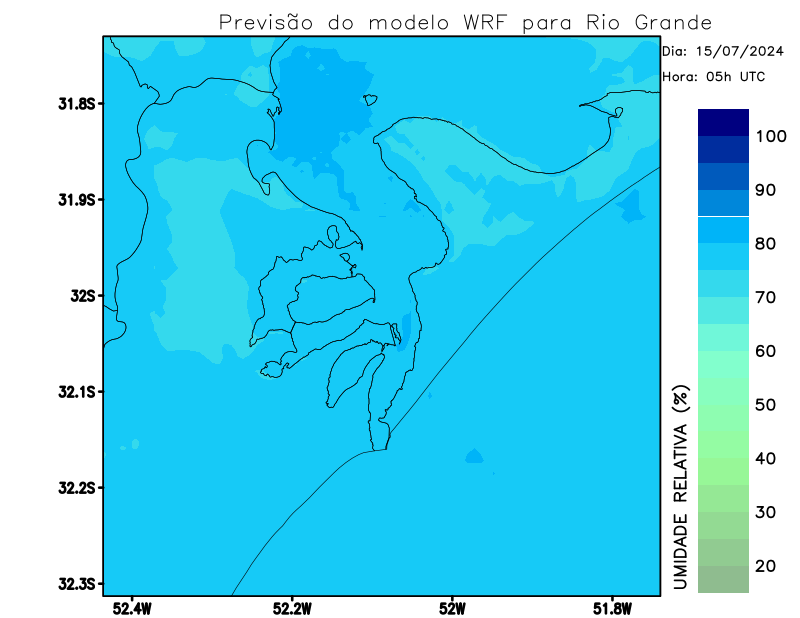 Previsão do modelo WRF para Rio Grande
Dia: 15/07/2024
Hora: 05h UTC
31.8S
31.9S
32S
32.1S
32.2S
32.3S
52.4W
52.2W
52W
51.8W
100
90
80
70
60
50
40
30
20
UMIDADE RELATIVA (%)